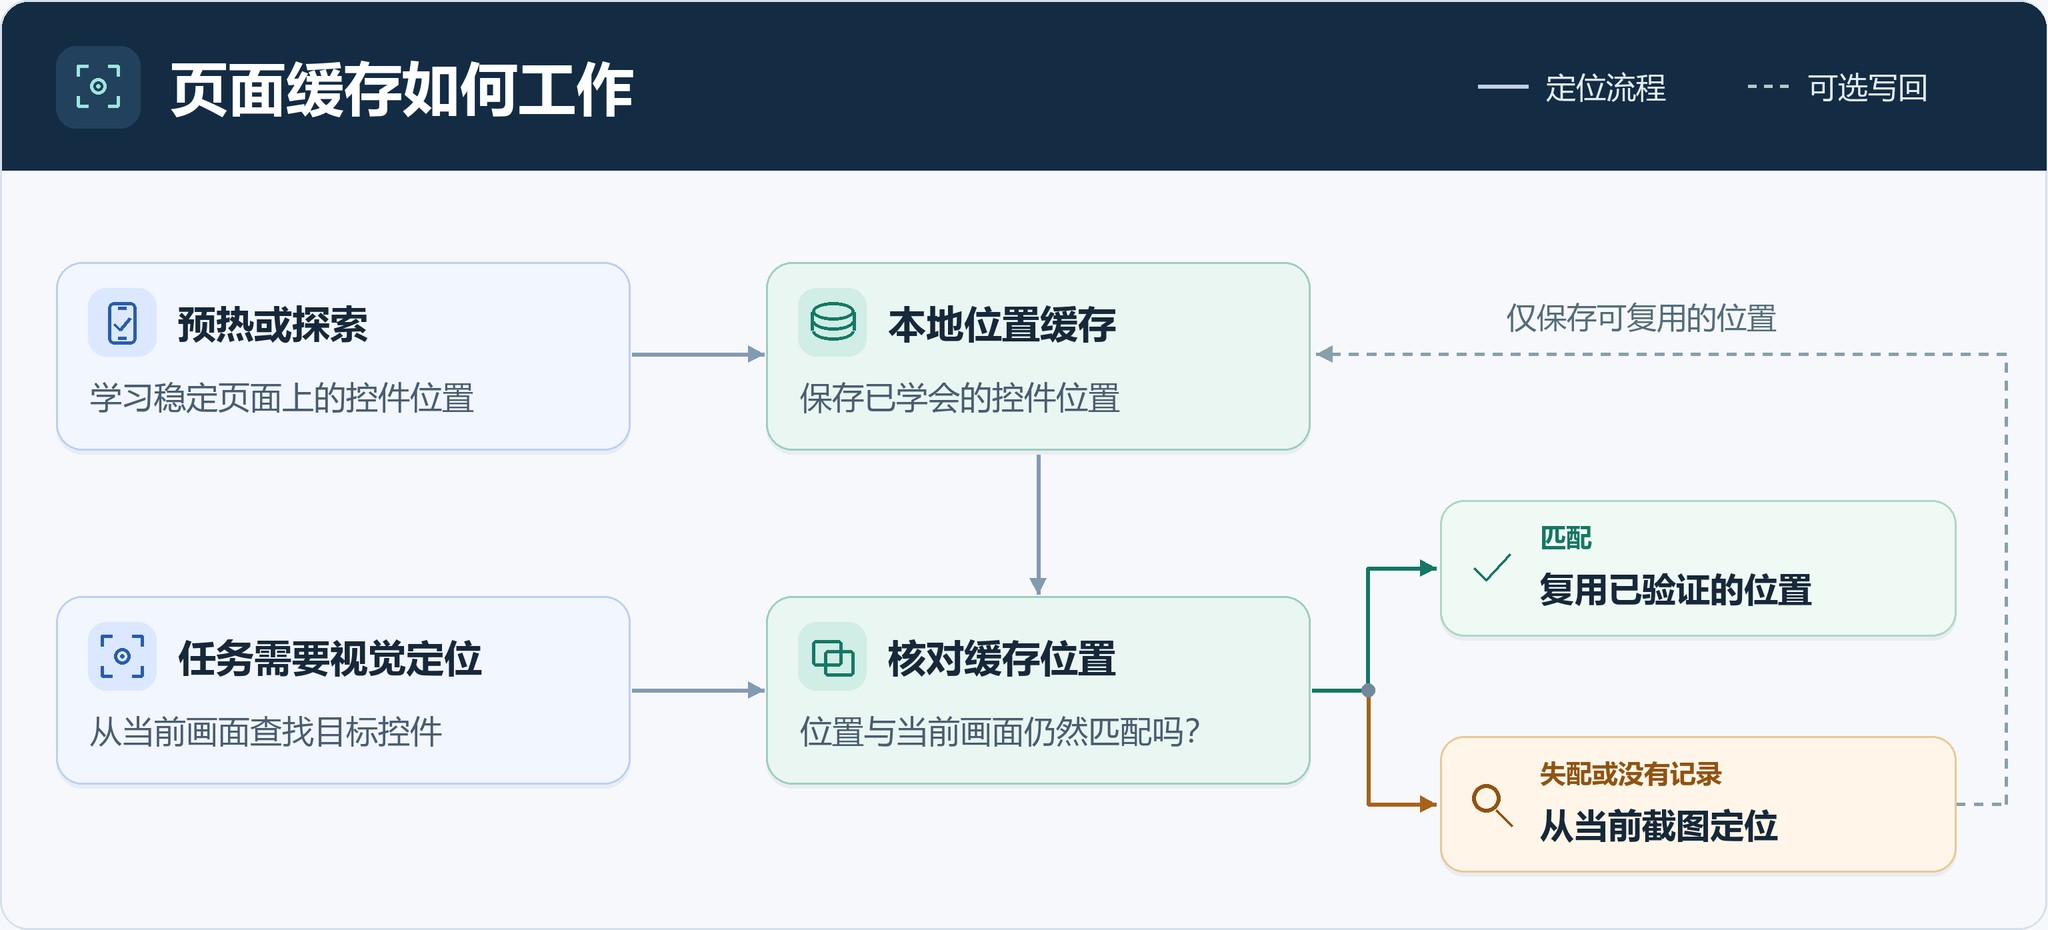 页面缓存如何工作
定位流程
可选写回
预热或探索
学习稳定页面上的控件位置
本地位置缓存
保存已学会的控件位置
仅保存可复用的位置
任务需要视觉定位
从当前画面查找目标控件
核对缓存位置
位置与当前画面仍然匹配吗?
匹配
复用已验证的位置
失配或没有记录
从当前截图定位